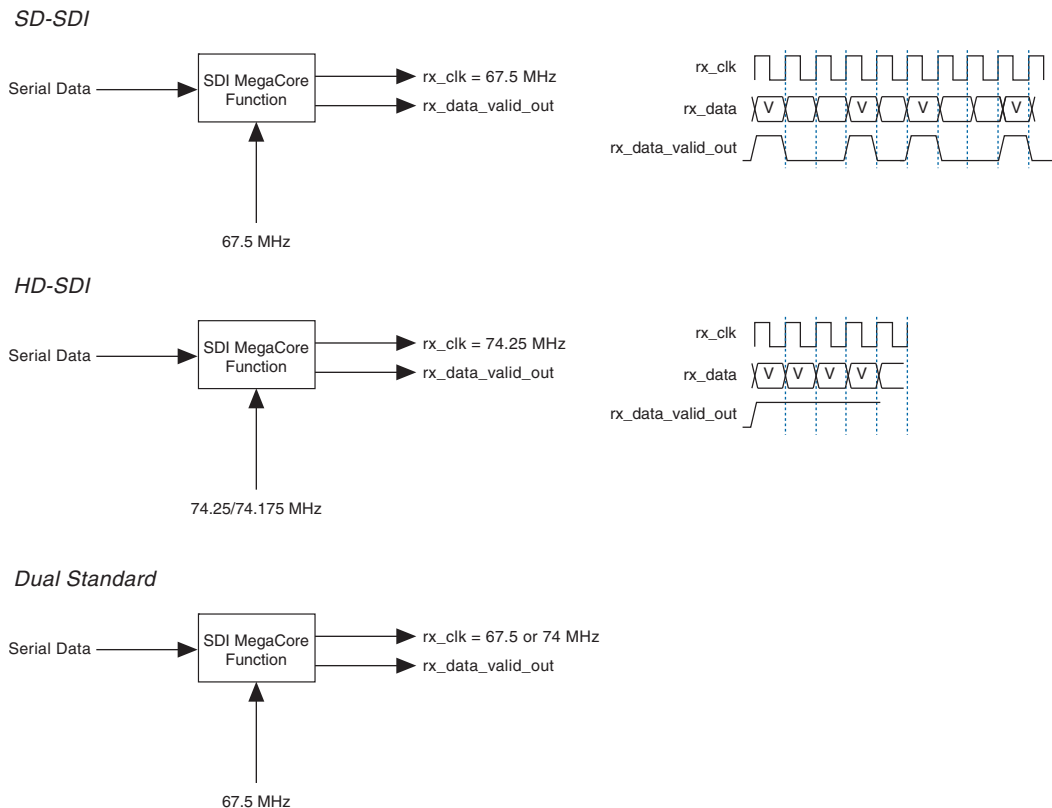 SD-SDI
Serial Data
SDI MegaCore
Function
rx_clk = 67.5 MHz
rx_data_valid_out
67.5 MHz
rx_clk
rx_data
V V V V
rx_data_valid_out
HD-SDI
Serial Data
SDI MegaCore
Function
rx_clk = 74.25 MHz
rx_data_valid_out
74.25/74.175 MHz
rx_clk
rx_data
V V V V
rx_data_valid_out
Dual Standard
Serial Data
SDI MegaCore
Function
rx_clk = 67.5 or 74 MHz
rx_data_valid_out
67.5 MHz